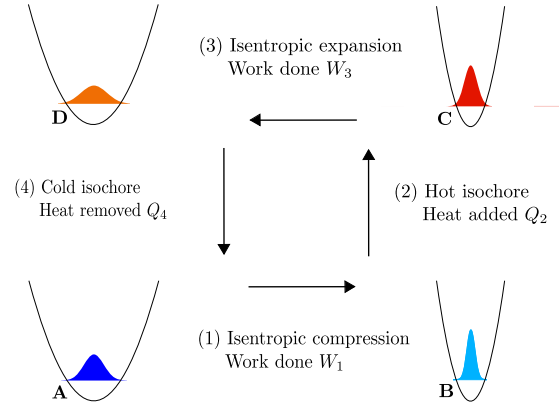 (3) Isentropic expansion
Work done W₃
D
C
(4) Cold isochore
Heat removed Q₄
(2) Hot isochore
Heat added Q₂
(1) Isentropic compression
Work done W₁
A
B